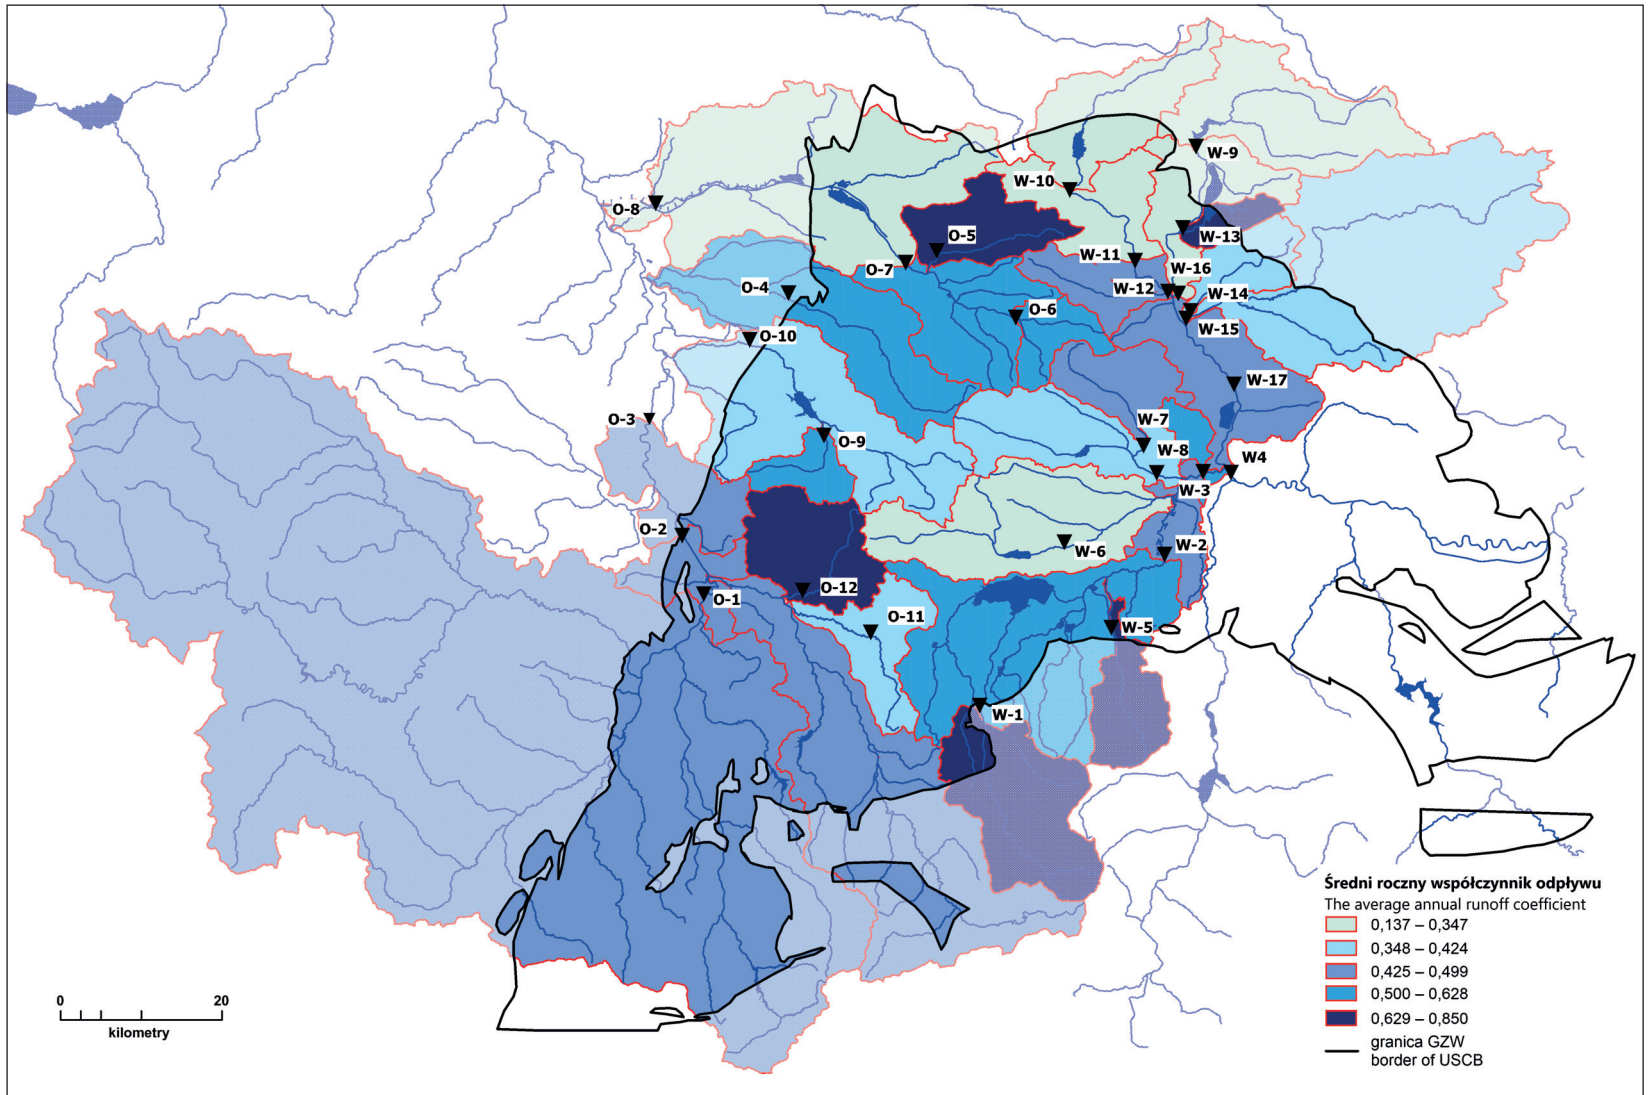 W-9
W-10
O-8
O-5
W-13
W-11
O-7
W-16
O-4
W-12
W-14
O-6
W-15
O-10
W-17
O-3
W-7
O-9
W-8
W4
W-3
O-2
W-2
W-6
O-12
O-1
O-11
W-5
W-1
Średni roczny współczynnik odpływu
The average annual runoff coefficient
0,137 – 0,347
0,348 – 0,424
0,425 – 0,499
0,500 – 0,628
0,629 – 0,850
granica GZW
border of USCB
0 20
kilometry